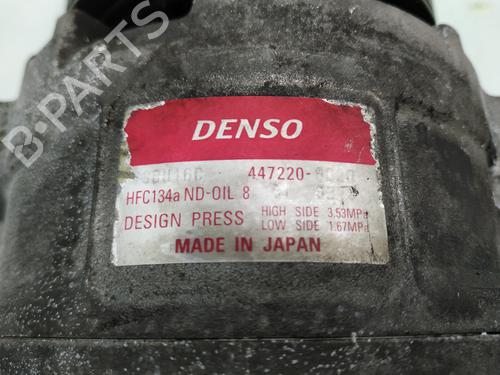 DENSO
447220-
HFC134a ND-OIL 8
DESIGN PRESS HIGH SIDE 3.53MPa
LOW SIDE 1.67MPa
MADE IN JAPAN
B-PARTS